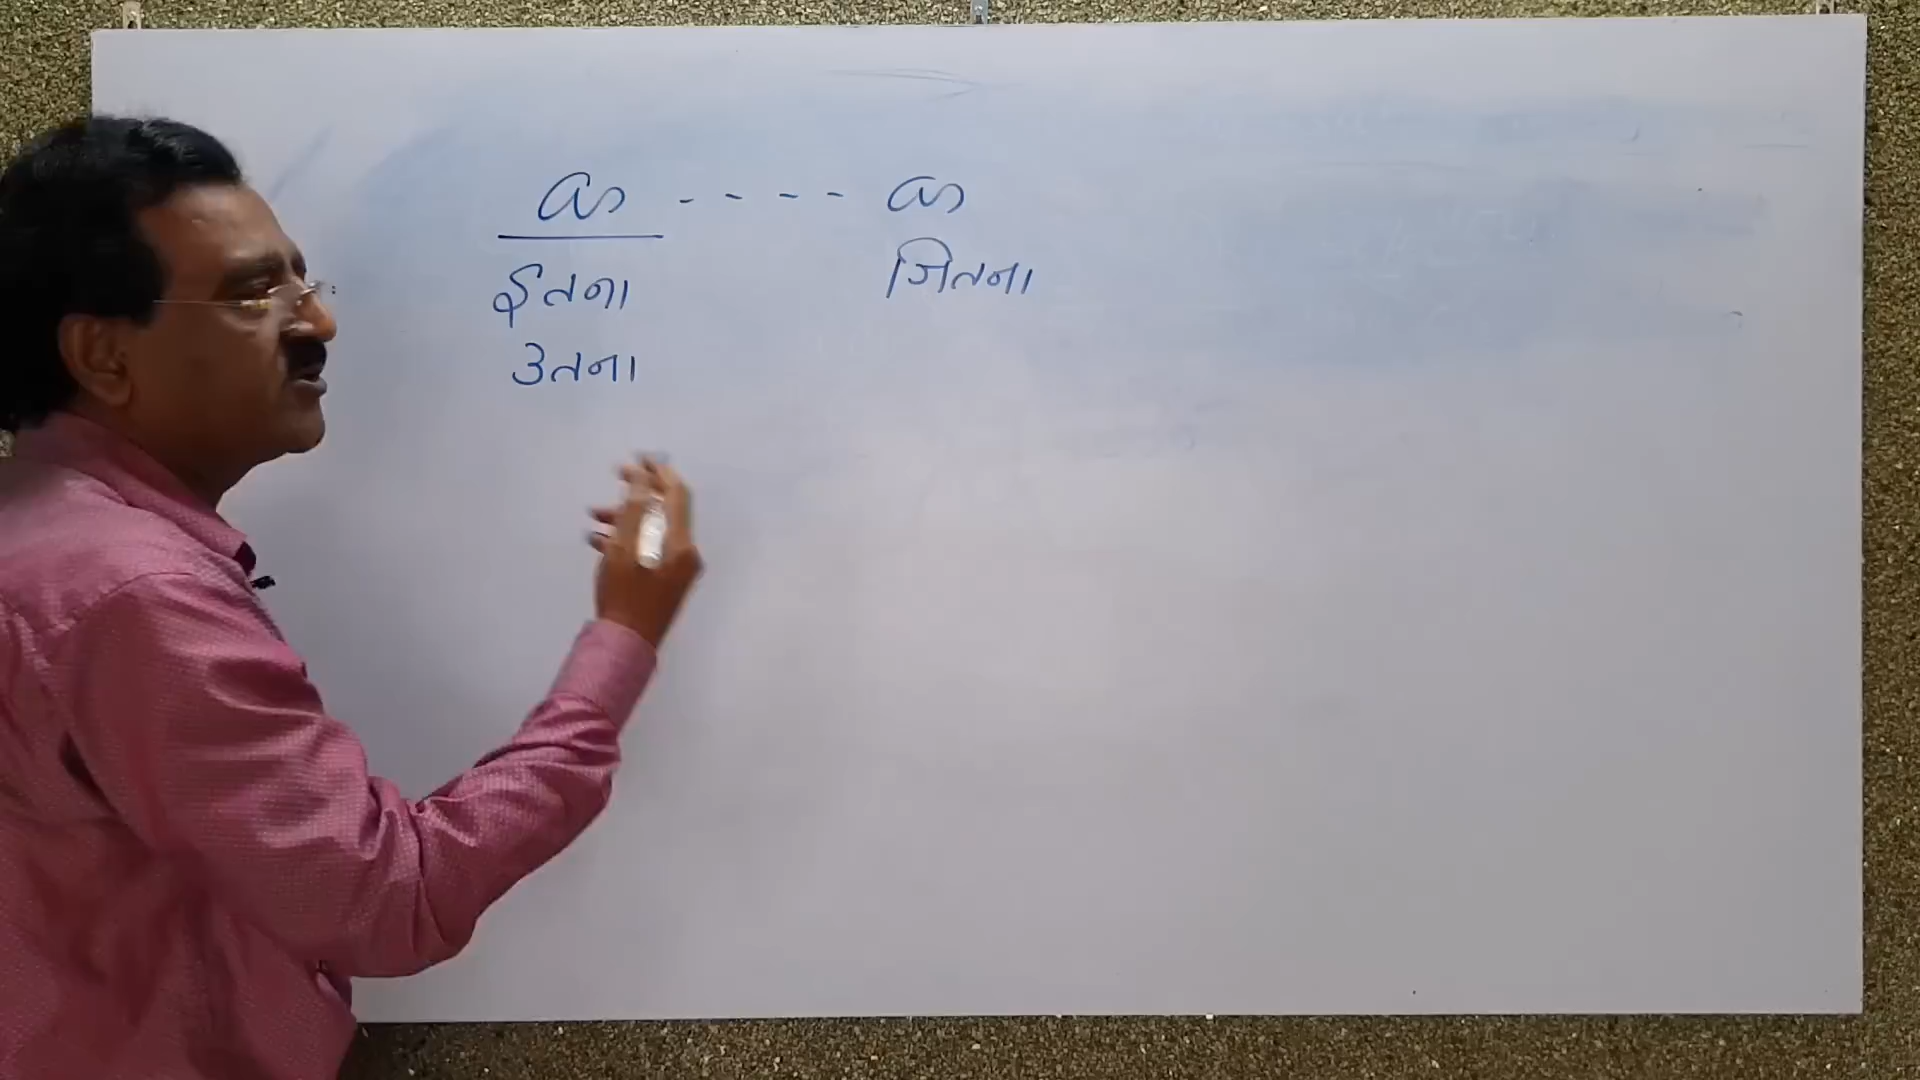 as - - - - as
इतना जितना
उतना